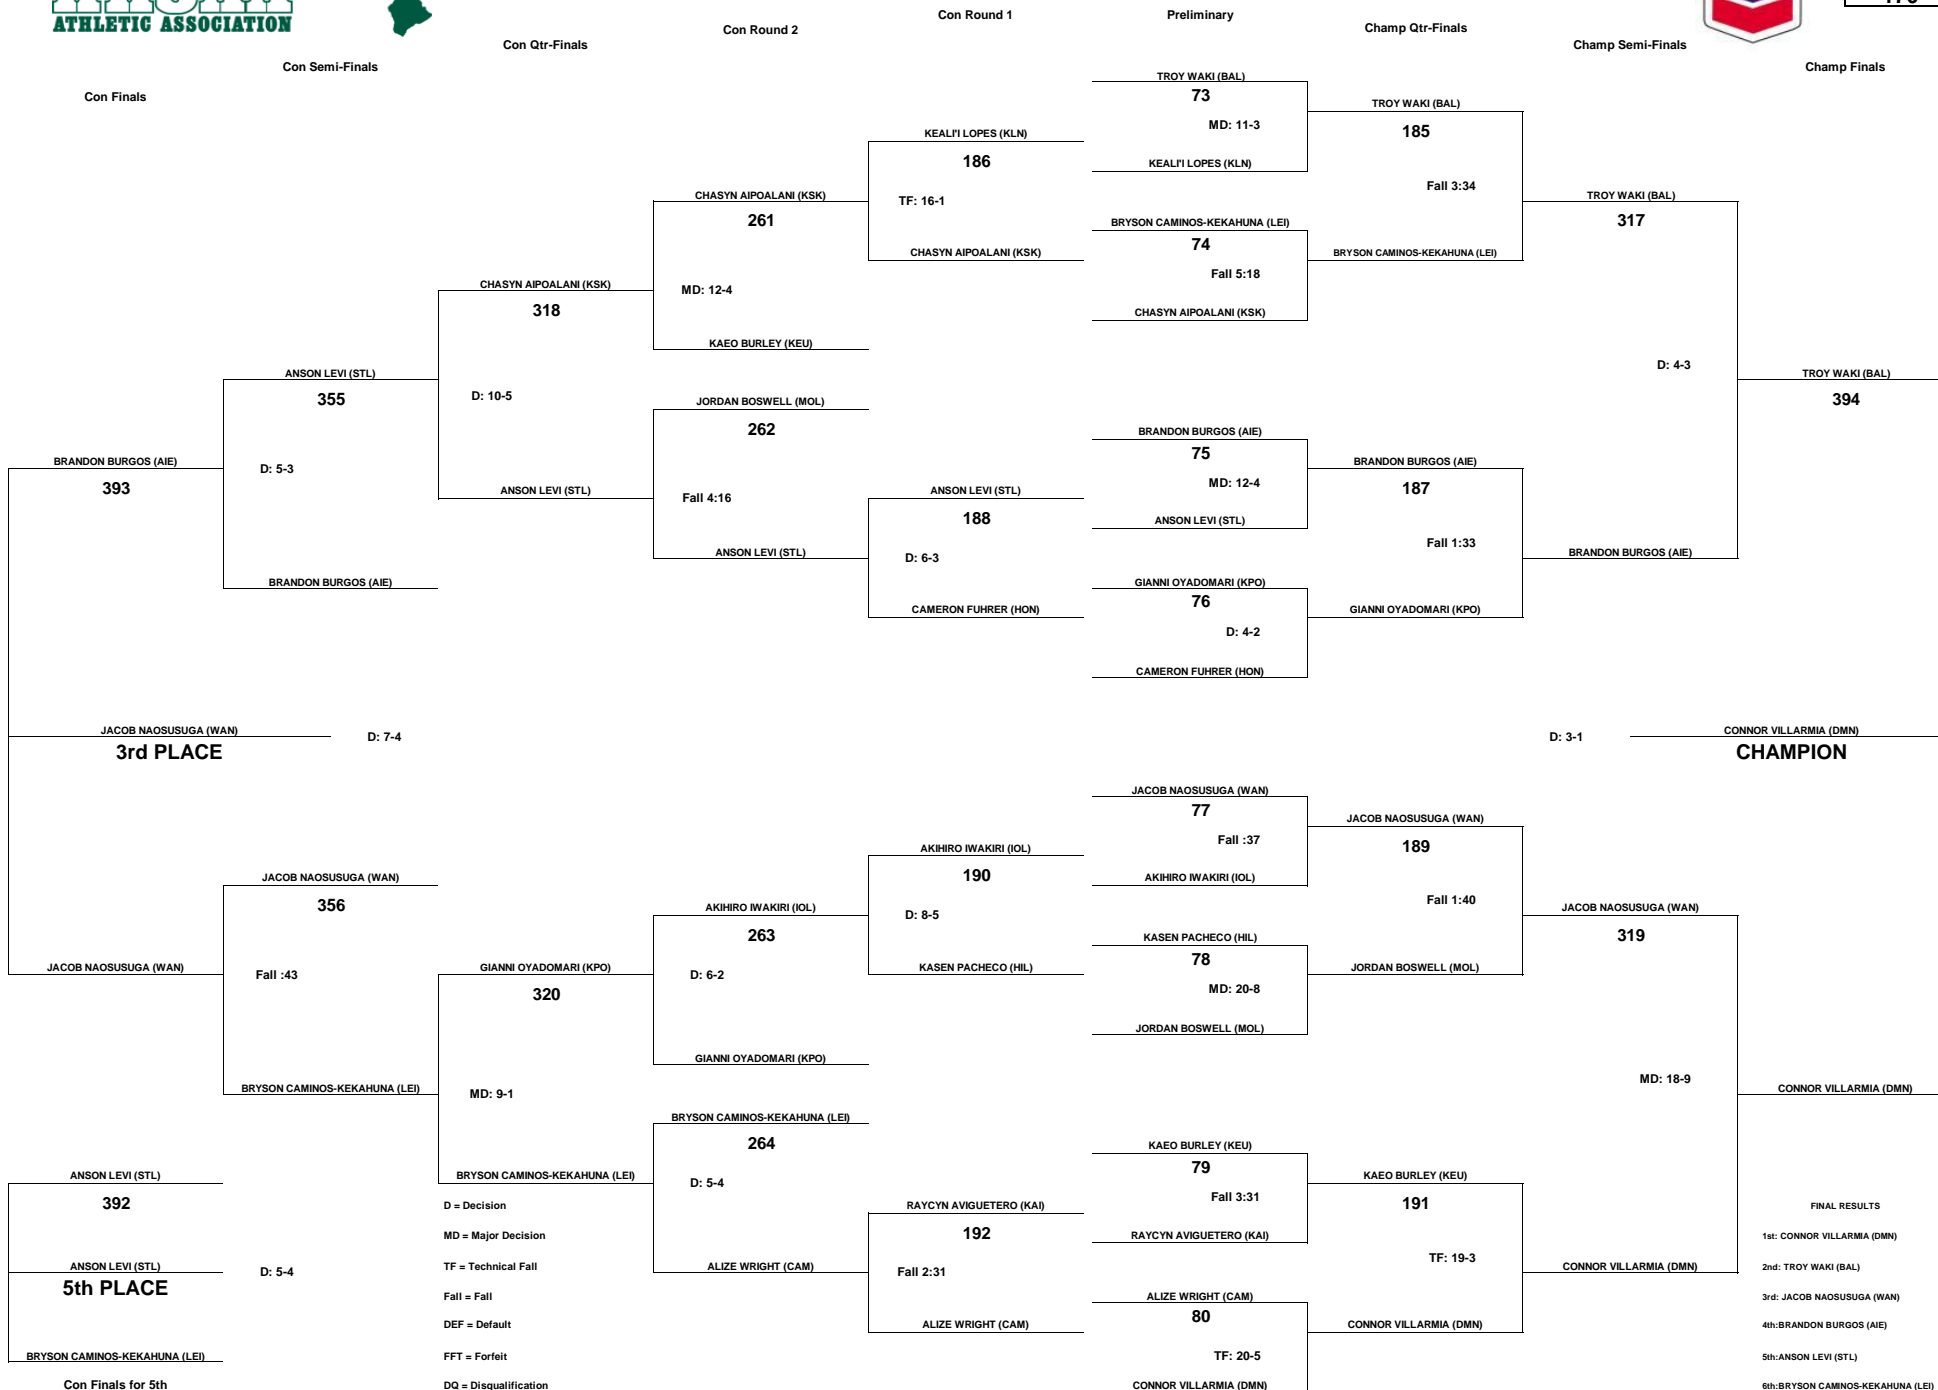 ATHLETIC ASSOCIATION
Con Finals
Con Semi-Finals
Con Qtr-Finals
Con Round 2
Con Round 1
Preliminary
Champ Qtr-Finals
Champ Semi-Finals
Champ Finals
TROY WAKI (BAL)
73
MD: 11-3
KEALI'I LOPES (KLN)
BRYSON CAMINOS-KEKAHUNA (LEI)
74
Fall 5:18
CHASYN AIPOALANI (KSK)
BRANDON BURGOS (AIE)
75
MD: 12-4
ANSON LEVI (STL)
GIANNI OYADOMARI (KPO)
76
D: 4-2
CAMERON FUHRER (HON)
JACOB NAOSUSUGA (WAN)
77
Fall :37
AKIHIRO IWAKIRI (IOL)
KASEN PACHECO (HIL)
78
MD: 20-8
JORDAN BOSWELL (MOL)
KAEO BURLEY (KEU)
79
Fall 3:31
RAYCYN AVIGUETERO (KAI)
ALIZE WRIGHT (CAM)
80
TF: 20-5
CONNOR VILLARMIA (DMN)
TROY WAKI (BAL)
185
Fall 3:34
BRYSON CAMINOS-KEKAHUNA (LEI)
BRANDON BURGOS (AIE)
187
Fall 1:33
GIANNI OYADOMARI (KPO)
JACOB NAOSUSUGA (WAN)
189
Fall 1:40
JORDAN BOSWELL (MOL)
KAEO BURLEY (KEU)
191
TF: 19-3
CONNOR VILLARMIA (DMN)
TROY WAKI (BAL)
317
D: 4-3
BRANDON BURGOS (AIE)
JACOB NAOSUSUGA (WAN)
319
MD: 18-9
CONNOR VILLARMIA (DMN)
TROY WAKI (BAL)
394
D: 3-1
CONNOR VILLARMIA (DMN)
CHAMPION
CONNOR VILLARMIA (DMN)
KEALI'I LOPES (KLN)
186
TF: 16-1
CHASYN AIPOALANI (KSK)
ANSON LEVI (STL)
188
D: 6-3
CAMERON FUHRER (HON)
AKIHIRO IWAKIRI (IOL)
190
D: 8-5
KASEN PACHECO (HIL)
RAYCYN AVIGUETERO (KAI)
192
Fall 2:31
ALIZE WRIGHT (CAM)
CHASYN AIPOALANI (KSK)
261
MD: 12-4
KAEO BURLEY (KEU)
JORDAN BOSWELL (MOL)
262
Fall 4:16
ANSON LEVI (STL)
AKIHIRO IWAKIRI (IOL)
263
D: 6-2
GIANNI OYADOMARI (KPO)
BRYSON CAMINOS-KEKAHUNA (LEI)
264
D: 5-4
ALIZE WRIGHT (CAM)
CHASYN AIPOALANI (KSK)
318
D: 10-5
ANSON LEVI (STL)
GIANNI OYADOMARI (KPO)
320
MD: 9-1
BRYSON CAMINOS-KEKAHUNA (LEI)
ANSON LEVI (STL)
355
D: 5-3
BRANDON BURGOS (AIE)
JACOB NAOSUSUGA (WAN)
356
Fall :43
BRYSON CAMINOS-KEKAHUNA (LEI)
BRANDON BURGOS (AIE)
393
JACOB NAOSUSUGA (WAN)
3rd PLACE
D: 7-4
JACOB NAOSUSUGA (WAN)
ANSON LEVI (STL)
392
ANSON LEVI (STL)
5th PLACE
D: 5-4
BRYSON CAMINOS-KEKAHUNA (LEI)
Con Finals for 5th
D = Decision
MD = Major Decision
TF = Technical Fall
Fall = Fall
DEF = Default
FFT = Forfeit
DQ = Disqualification
FINAL RESULTS
1st: CONNOR VILLARMIA (DMN)
2nd: TROY WAKI (BAL)
3rd: JACOB NAOSUSUGA (WAN)
4th:BRANDON BURGOS (AIE)
5th:ANSON LEVI (STL)
6th:BRYSON CAMINOS-KEKAHUNA (LEI)